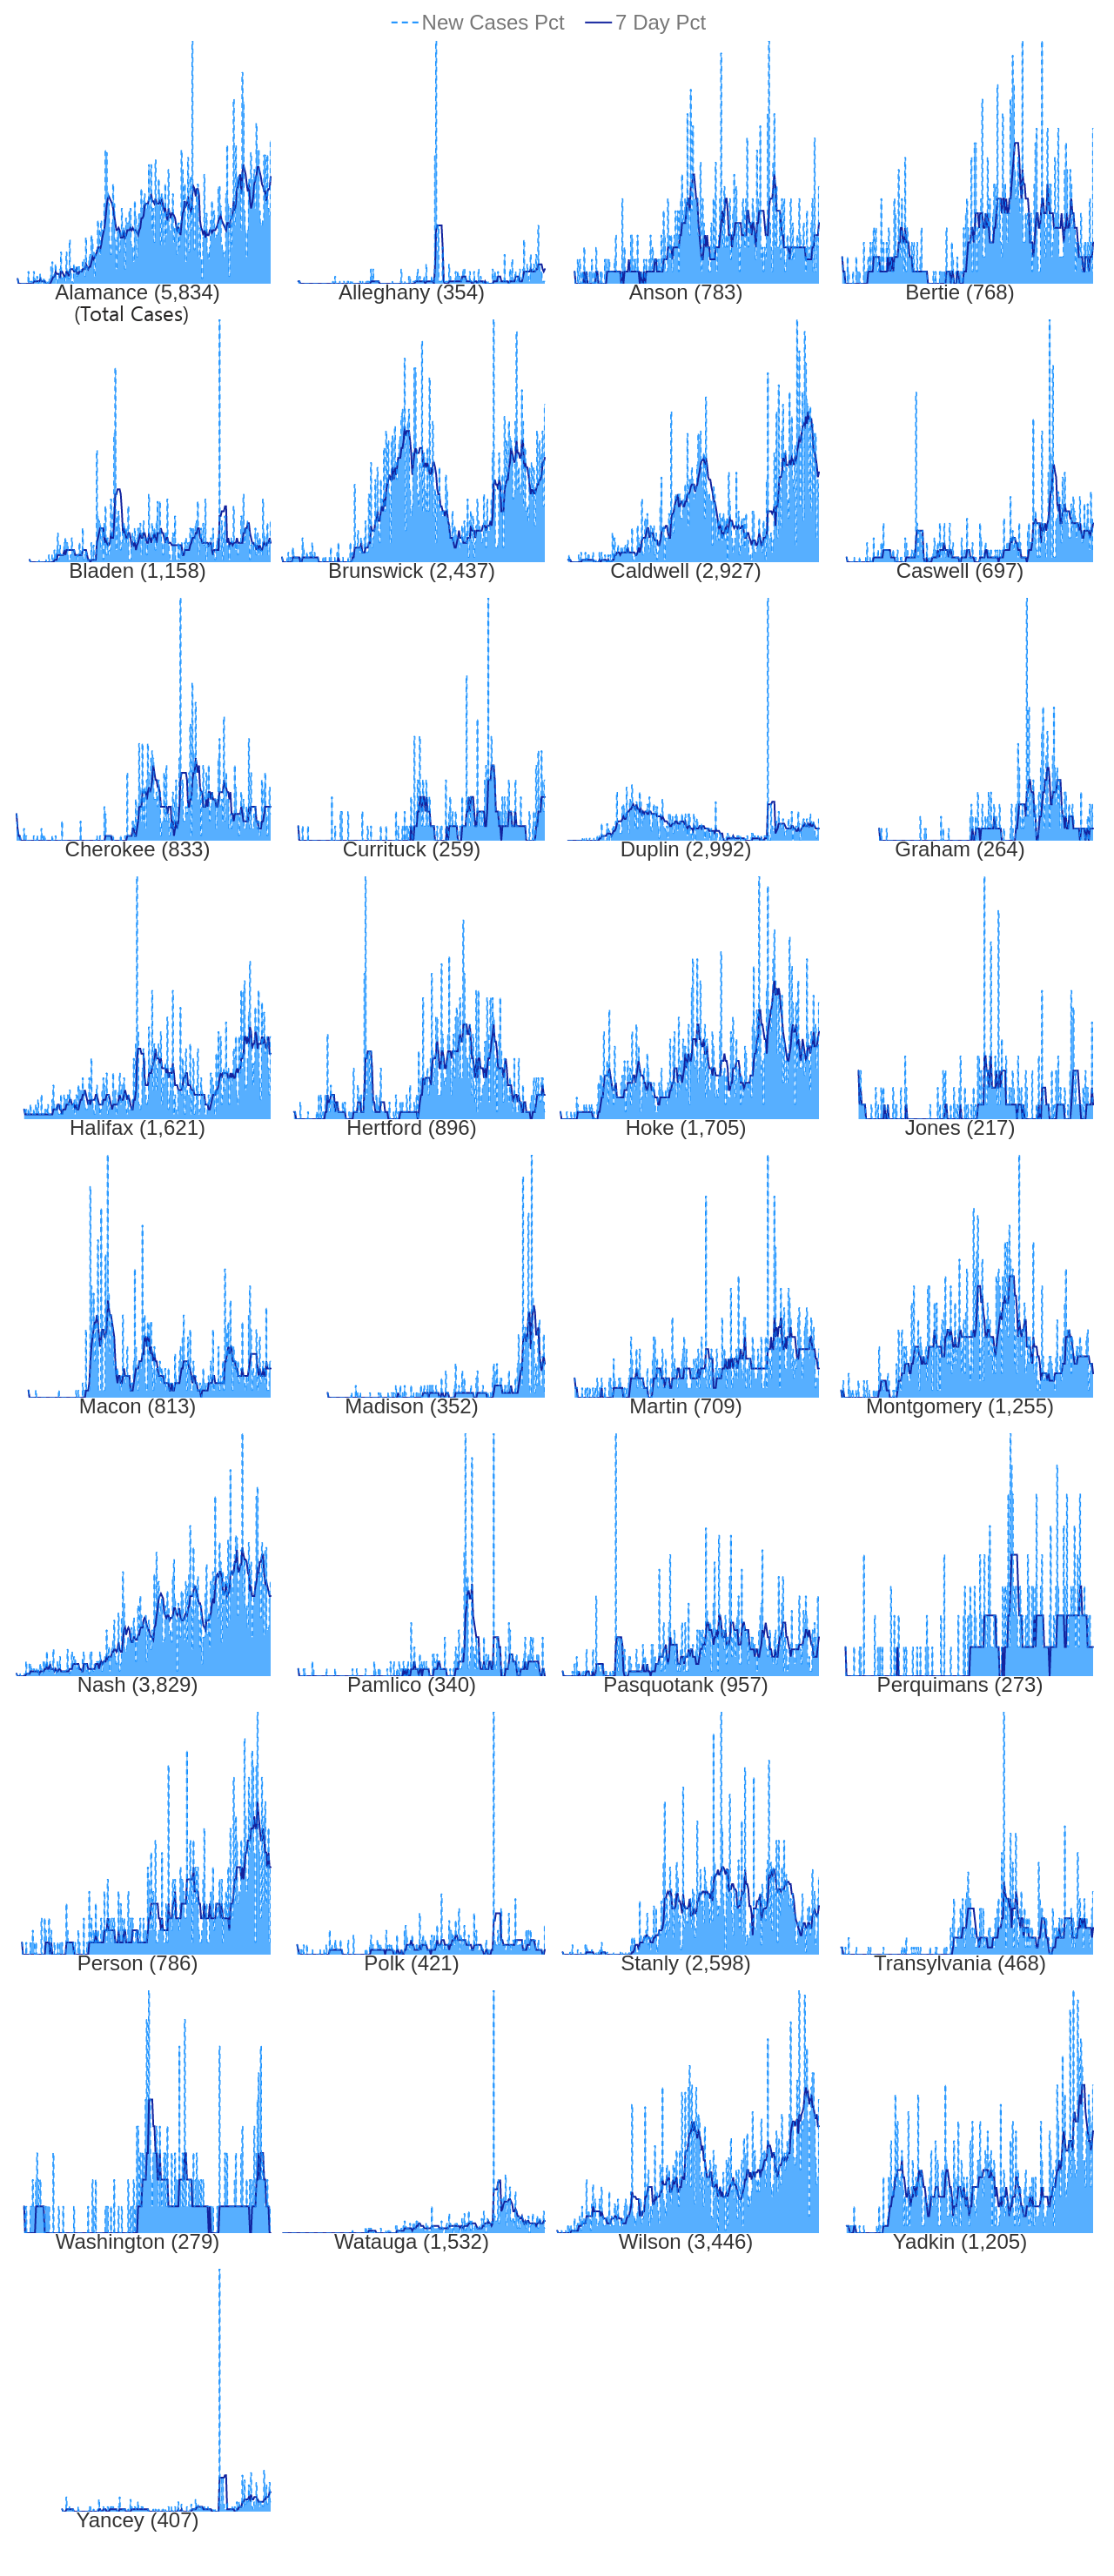 New Cases Pct 7 Day Pct
Alamance (5,834) Alleghany (354) Anson (783) Bertie (768)
(Total Cases)
Bladen (1,158) Brunswick (2,437) Caldwell (2,927) Caswell (697)
Cherokee (833) Currituck (259) Duplin (2,992) Graham (264)
Halifax (1,621) Hertford (896) Hoke (1,705) Jones (217)
Macon (813) Madison (352) Martin (709) Montgomery (1,255)
Nash (3,829) Pamlico (340) Pasquotank (957) Perquimans (273)
Person (786) Polk (421) Stanly (2,598) Transylvania (468)
Washington (279) Watauga (1,532) Wilson (3,446) Yadkin (1,205)
Yancey (407)